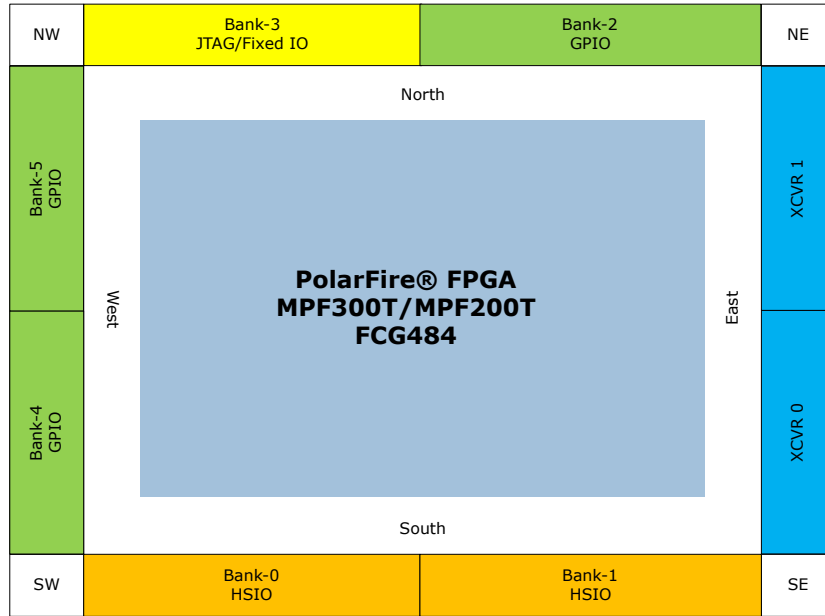 NW
Bank-3
JTAG/Fixed IO
Bank-2
GPIO
NE
North
Bank-5
GPIO
XCVR 1
PolarFire® FPGA
MPF300T/MPF200T
FCG484
West
East
Bank-4
GPIO
XCVR 0
South
SW
Bank-0
HSIO
Bank-1
HSIO
SE